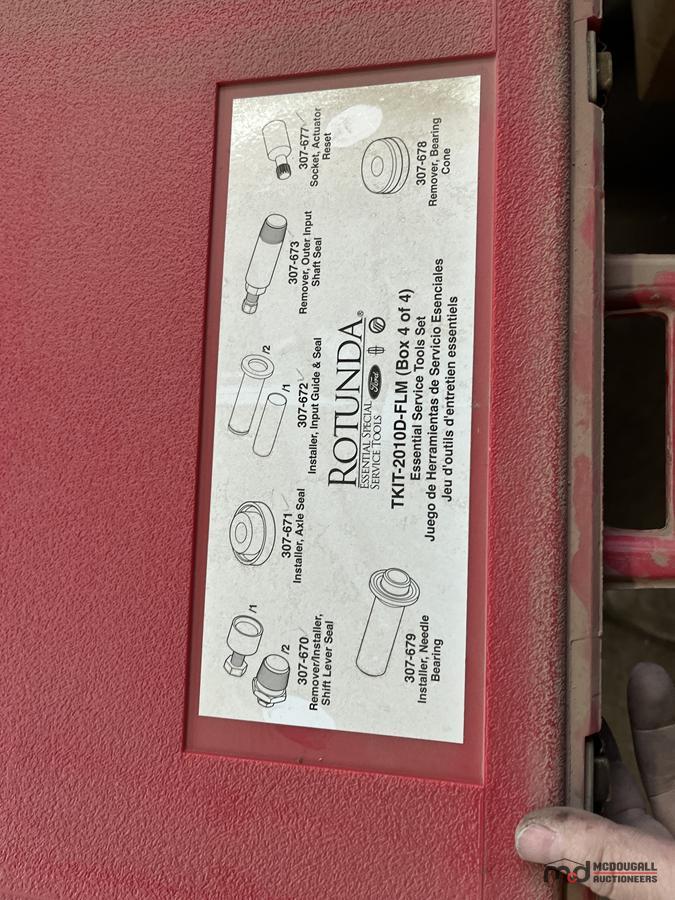 /1
/2
307-670
Remover/Installer,
Shift Lever Seal
307-671
Installer, Axle Seal
/2
/1
307-672
Installer, Input Guide & Seal
307-673
Remover, Outer Input
Shaft Seal
307-677
Socket, Actuator
Reset
307-679
Installer, Needle
Bearing
ROTUNDA®
ESSENTIAL SPECIAL
SERVICE TOOLS
Ford
TKIT-2010D-FLM (Box 4 of 4)
Essential Service Tools Set
Juego de Herramientas de Servicio Esenciales
Jeu d'outils d'entretien essentiels
307-678
Remover, Bearing
Cone
mcd
MCDOUGALL
AUCTIONEERS